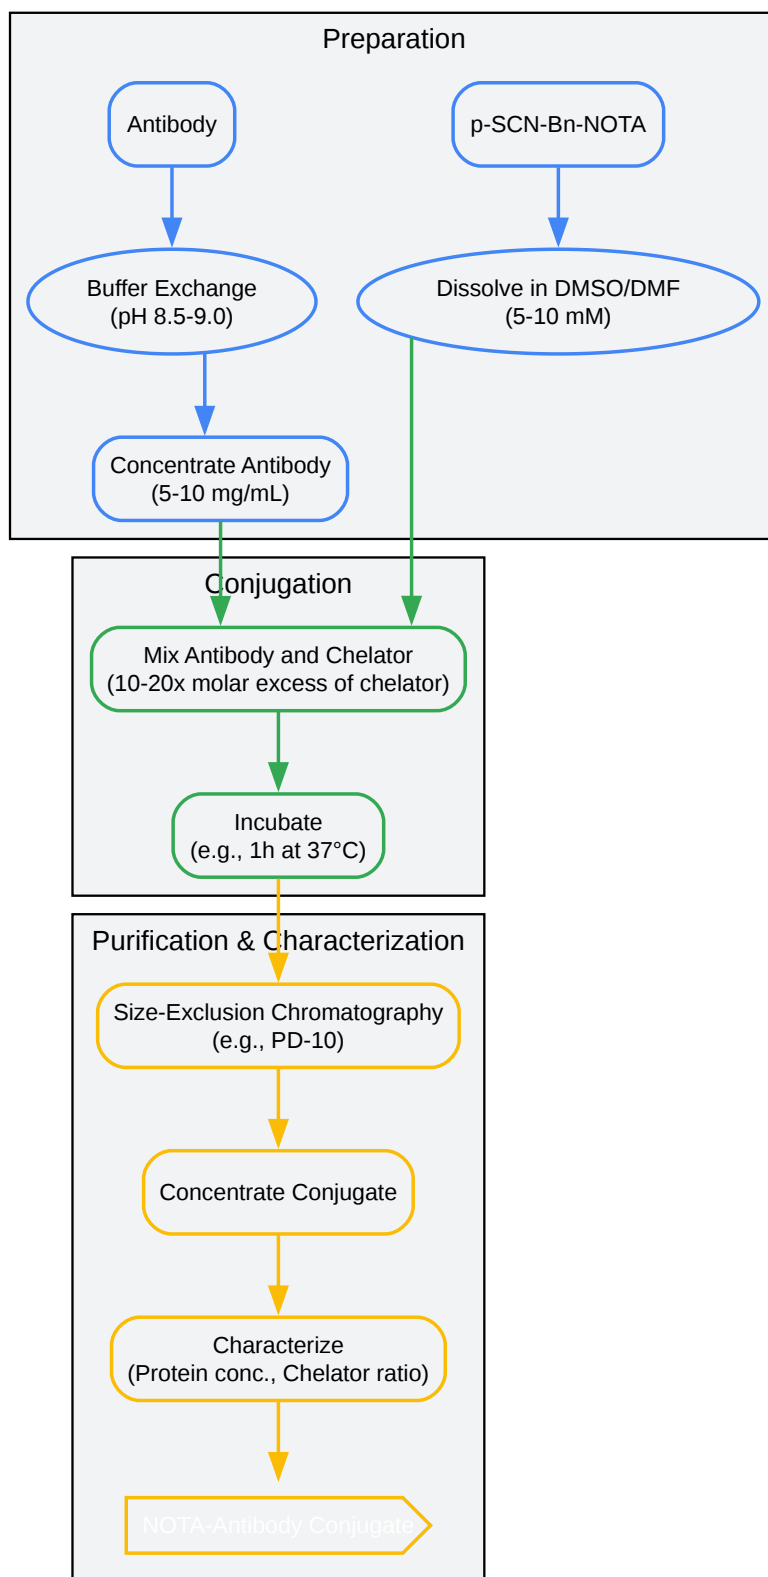 Preparation
Antibody
p-SCN-Bn-NOTA
Buffer Exchange
(pH 8.5-9.0)
Dissolve in DMSO/DMF
(5-10 mM)
Concentrate Antibody
(5-10 mg/mL)
Conjugation
Mix Antibody and Chelator
(10-20x molar excess of chelator)
Incubate
(e.g., 1h at 37°C)
Purification & Characterization
Size-Exclusion Chromatography
(e.g., PD-10)
Concentrate Conjugate
Characterize
(Protein conc., Chelator ratio)
NOTA-Antibody Conjugate